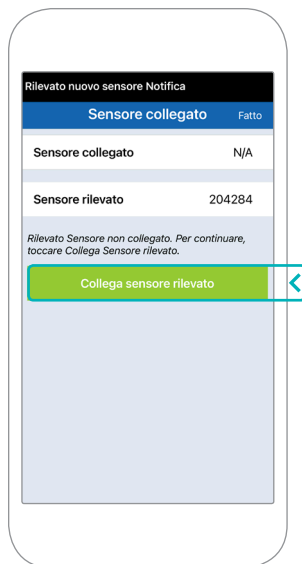 Rilevato nuovo sensore Notifica
Sensore collegato Fatto
Sensore collegato N/A
Sensore rilevato 204284
Rilevato Sensore non collegato. Per continuare,
toccare Collega Sensore rilevato.
Collega sensore rilevato